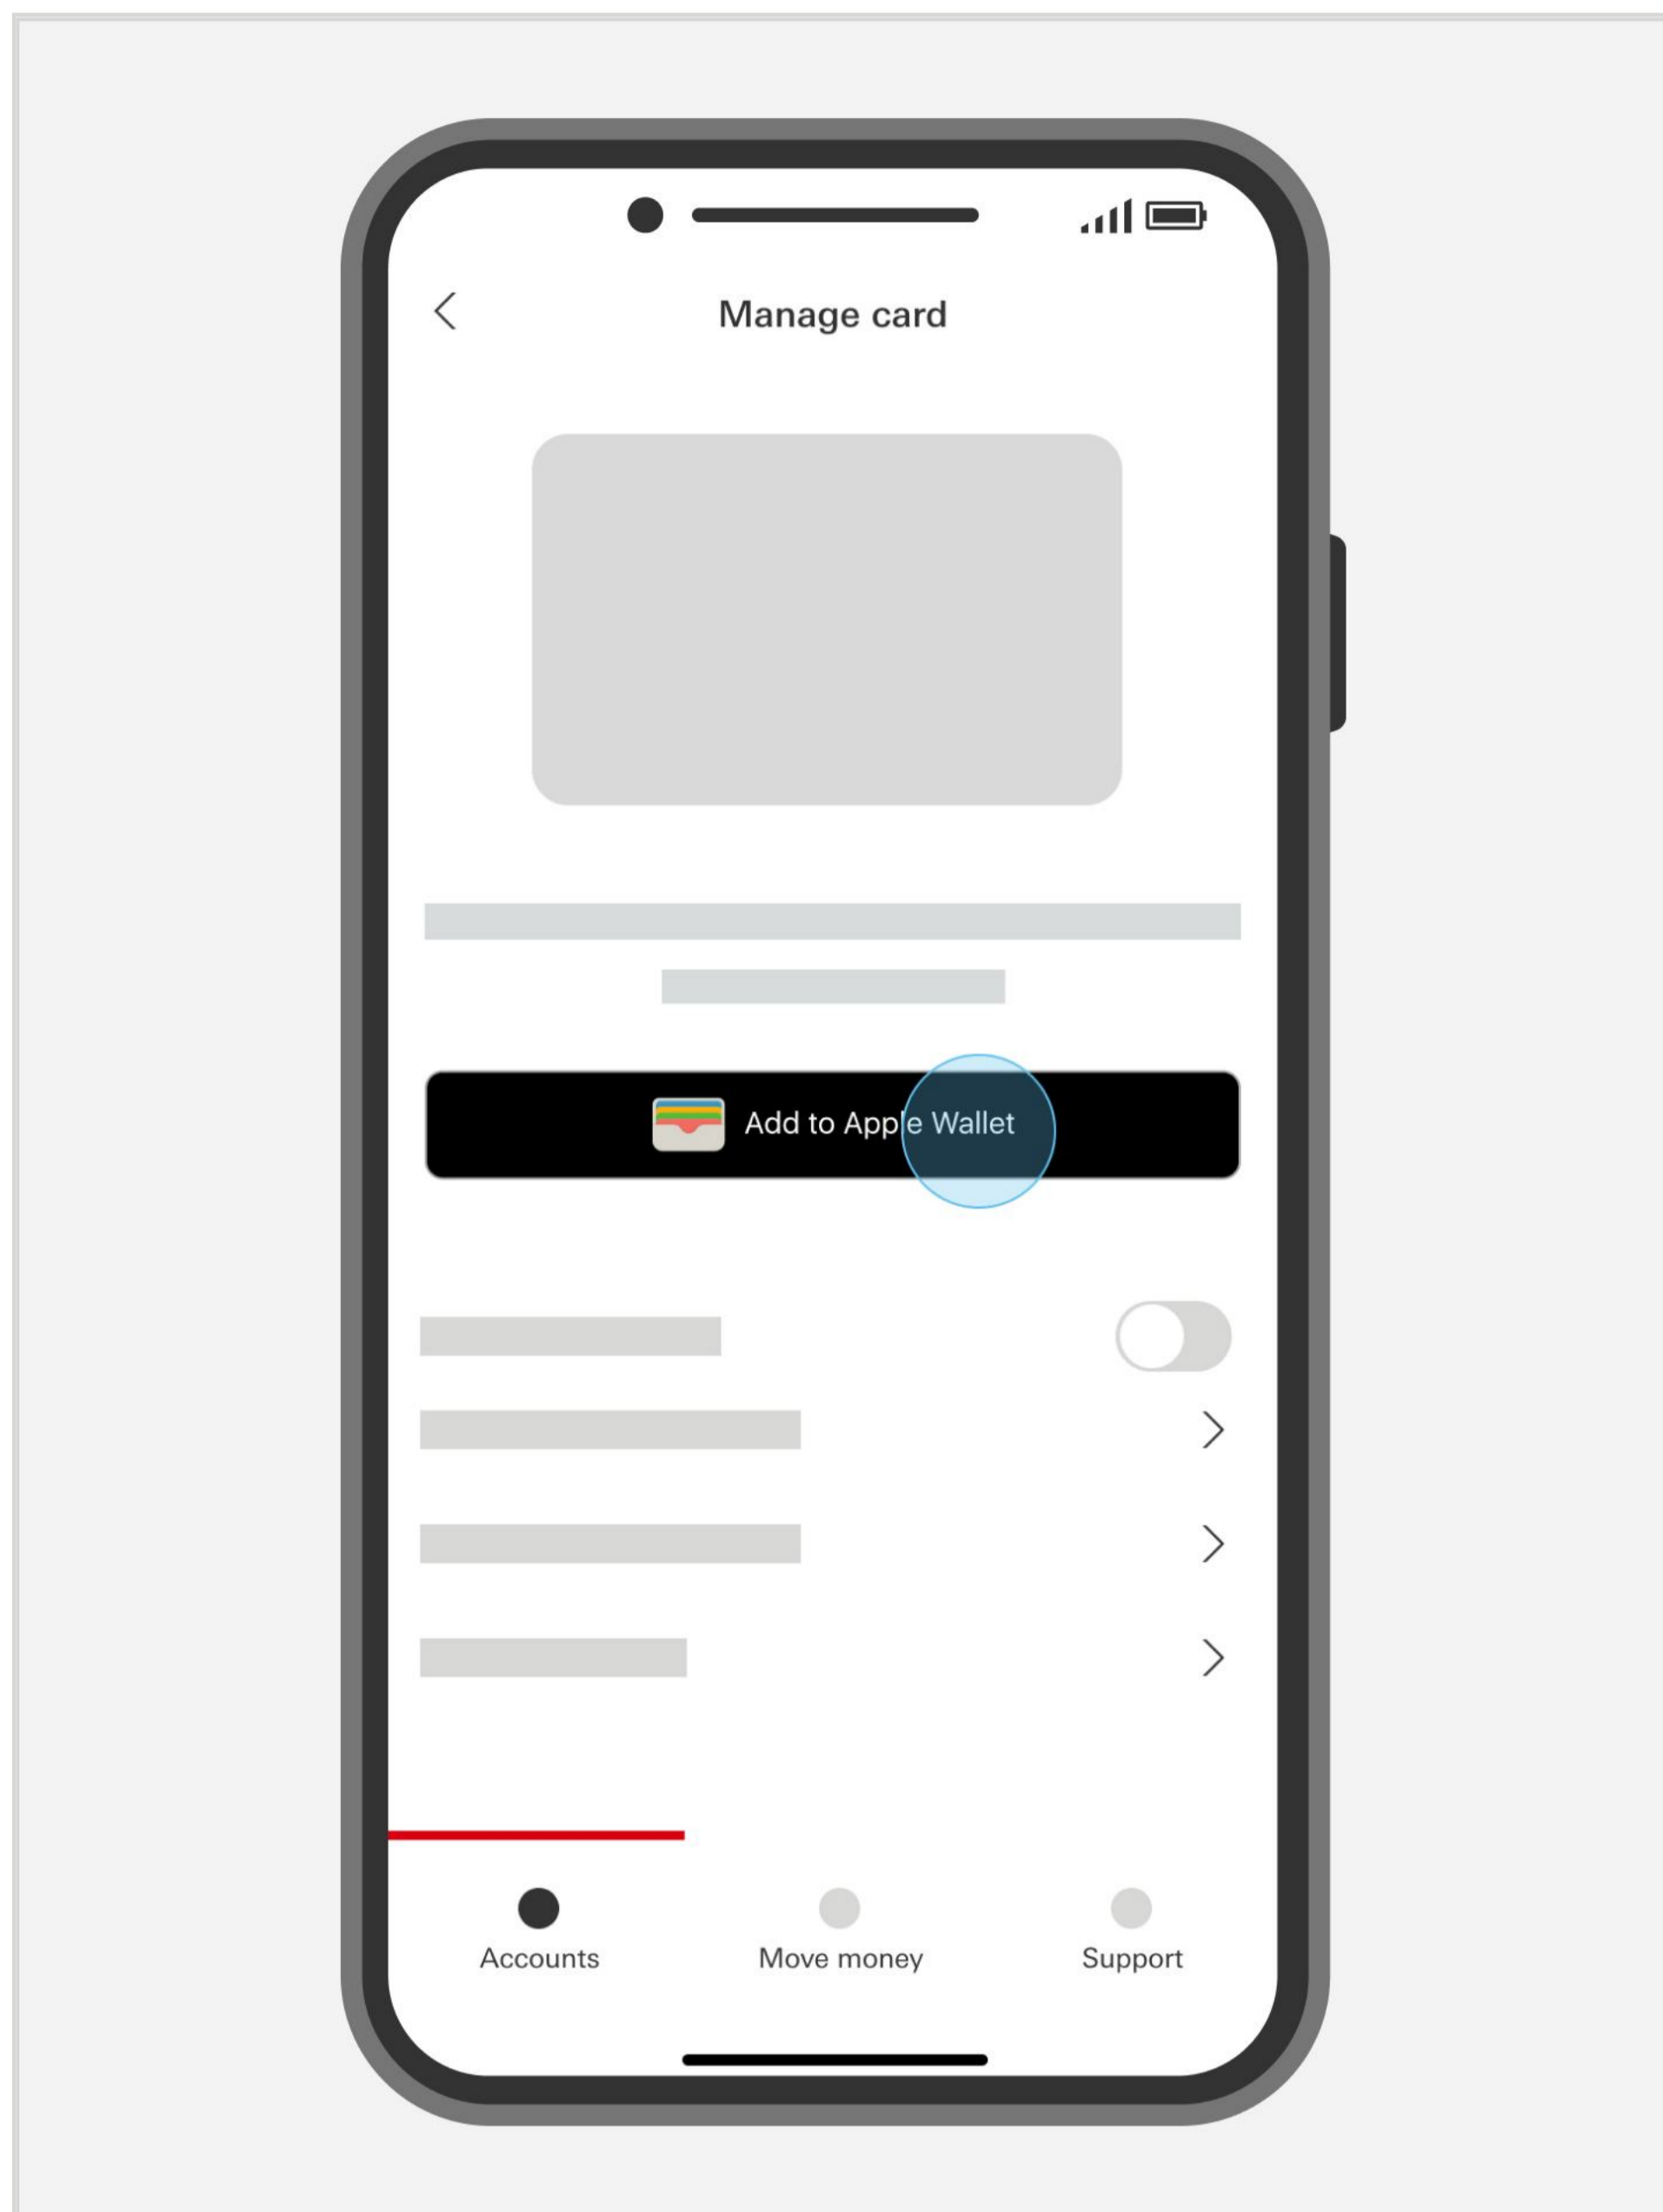 Manage card
Add to Apple Wallet
Accounts
Move money
Support